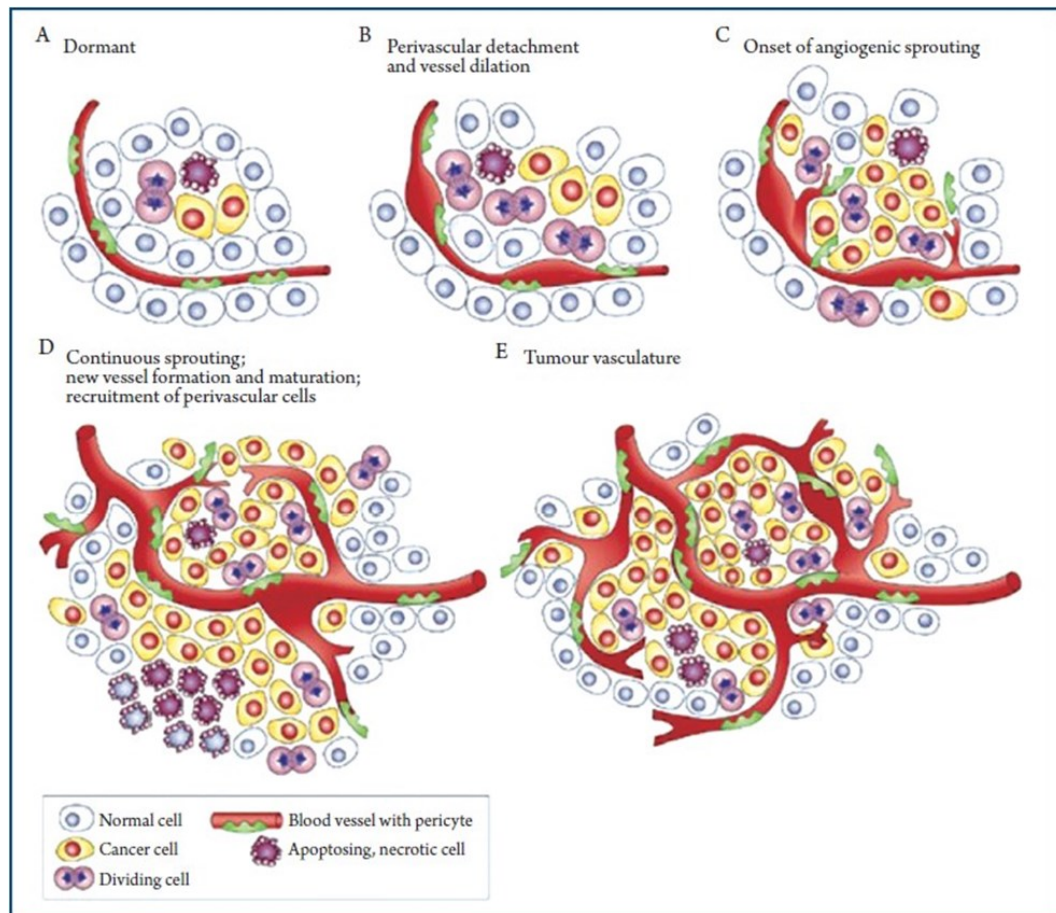 A Dormant
B Perivascular detachment
and vessel dilation
C Onset of angiogenic sprouting
D Continuous sprouting;
new vessel formation and maturation;
recruitment of perivascular cells
E Tumour vasculature
Normal cell
Cancer cell
Dividing cell
Blood vessel with pericyte
Apoptosing, necrotic cell